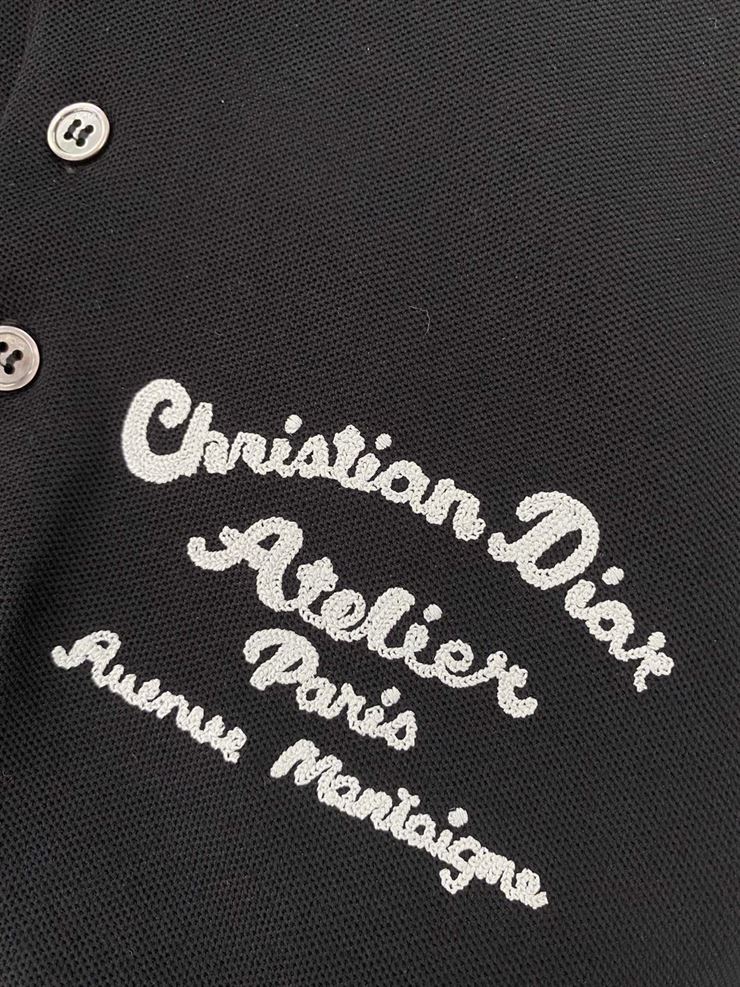 Christian Dior
Atelier
Paris
Avenue Montaigne